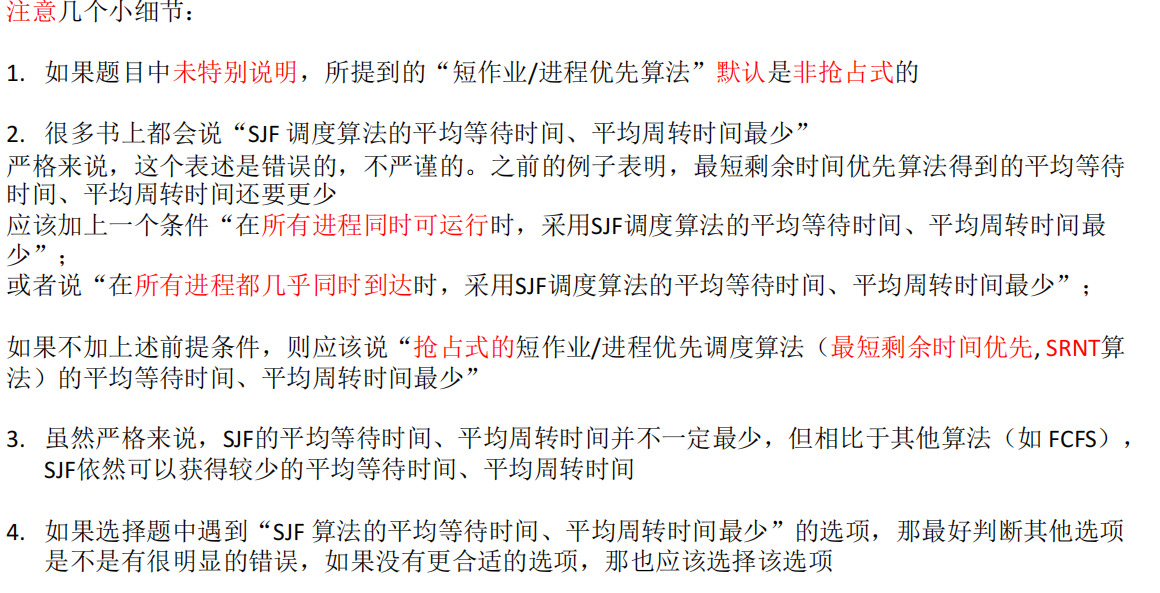 注意几个小细节：
1. 如果题目中未特别说明，所提到的“短作业/进程优先算法”默认是非抢占式的
2. 很多书上都会说“SJF 调度算法的平均等待时间、平均周转时间最少”
严格来说，这个表述是错误的，不严谨的。之前的例子表明，最短剩余时间优先算法得到的平均等待
时间、平均周转时间还要更少
应该加上一个条件“在所有进程同时可运行时，采用SJF调度算法的平均等待时间、平均周转时间最
少”；
或者说“在所有进程都几乎同时到达时，采用SJF调度算法的平均等待时间、平均周转时间最少”；
如果不加上述前提条件，则应该说“抢占式的短作业/进程优先调度算法（最短剩余时间优先, SRNT算
法）的平均等待时间、平均周转时间最少”
3. 虽然严格来说，SJF的平均等待时间、平均周转时间并不一定最少，但相比于其他算法（如 FCFS），
SJF依然可以获得较少的平均等待时间、平均周转时间
4. 如果选择题中遇到“SJF 算法的平均等待时间、平均周转时间最少”的选项，那最好判断其他选项
是不是有很明显的错误，如果没有更合适的选项，那也应该选择该选项